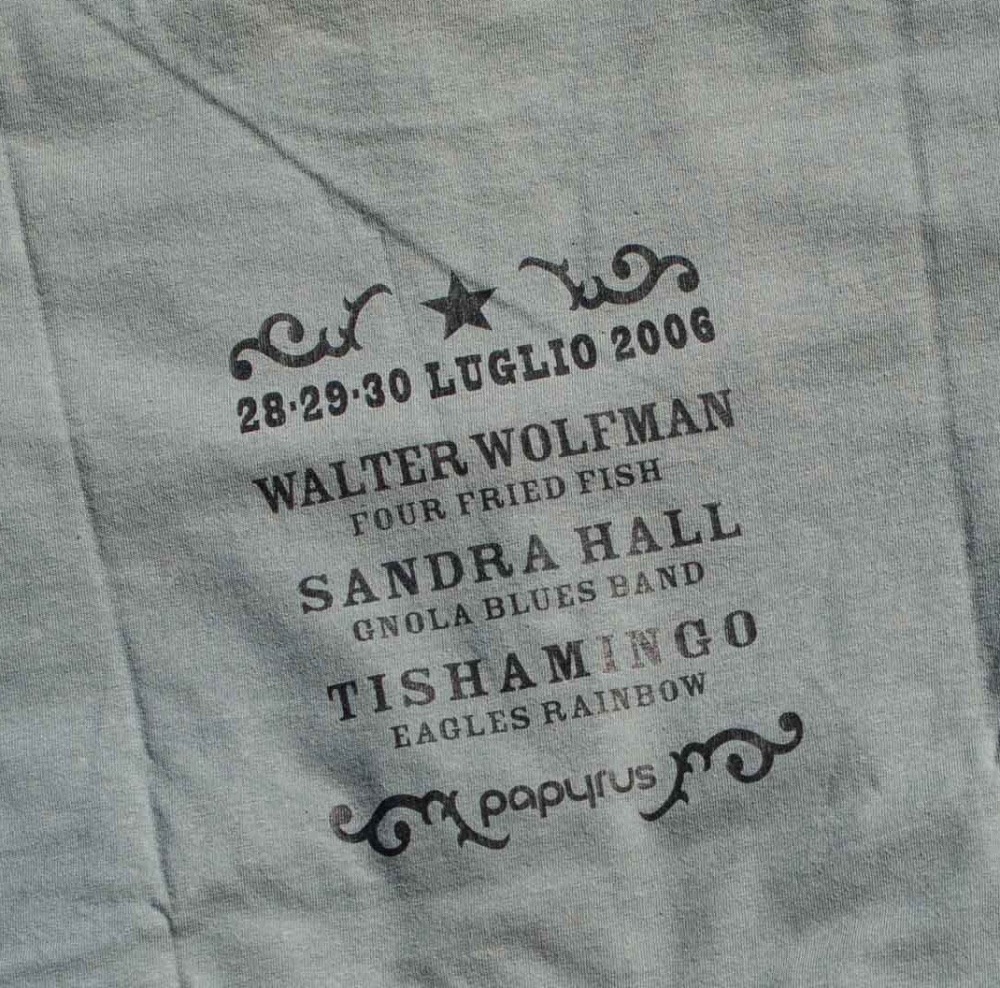 28·29·30 LUGLIO 2006
WALTER WOLFMAN
FOUR FRIED FISH
SANDRA HALL
GNOLA BLUES BAND
TISHAMINGO
EAGLES RAINBOW
papyrus